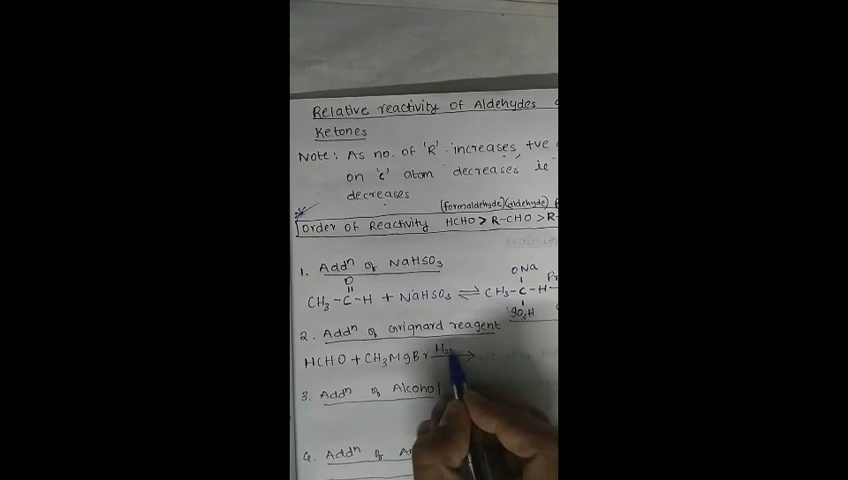 Relative reactivity of Aldehydes
Ketones
Note: As no. of 'R' increases, +ve
on 'c' atom decreases ie
decreases
(formaldehyde) (aldehyde)
Order of Reactivity HCHO > R-CHO > R-
1. Addⁿ of NaHSO₃
O ONa
CH₃-C-H + NaHSO₃ ⇌ CH₃-C-H
SO₃H
2. Addⁿ of Grignard reagent
HCHO + CH₃MgBr →
3. Addⁿ of Alcohol
4. Addⁿ of